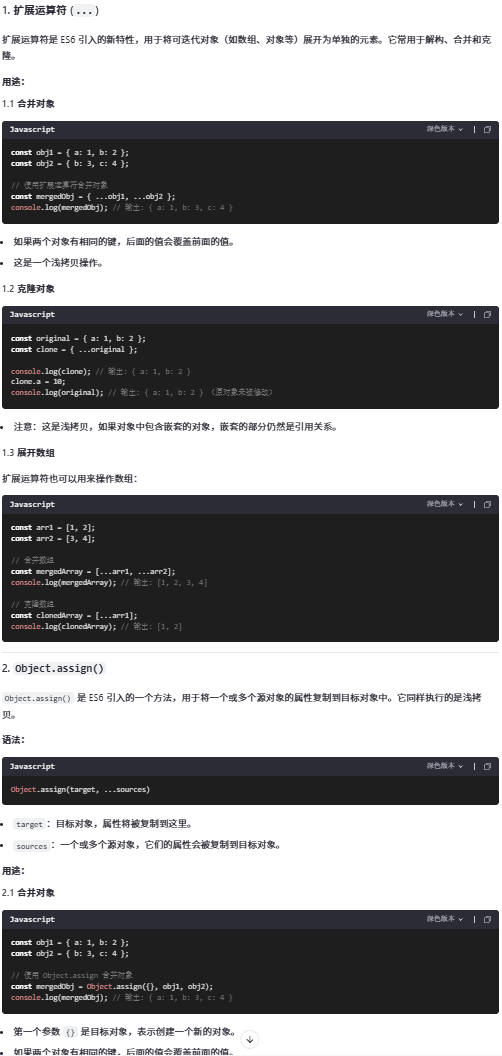 1. 扩展运算符 (...)
扩展运算符是 ES6 引入的新特性，用于将可迭代对象（如数组、对象等）展开为单独的元素。它常用于解构、合并和克
隆。
用途：
1.1 合并对象
Javascript 深色版本
const obj1 = { a: 1, b: 2 };
const obj2 = { b: 3, c: 4 };
// 使用扩展运算符合并对象
const mergedObj = { ...obj1, ...obj2 };
console.log(mergedObj); // 输出: { a: 1, b: 3, c: 4 }
如果两个对象有相同的键，后面的值会覆盖前面的值。
这是一个浅拷贝操作。
1.2 克隆对象
Javascript 深色版本
const original = { a: 1, b: 2 };
const clone = { ...original };
console.log(clone); // 输出: { a: 1, b: 2 }
clone.a = 10;
console.log(original); // 输出: { a: 1, b: 2 } （原对象未被修改）
注意：这是浅拷贝，如果对象中包含嵌套的对象，嵌套的部分仍然是引用关系。
1.3 展开数组
扩展运算符也可以用来操作数组：
Javascript 深色版本
const arr1 = [1, 2];
const arr2 = [3, 4];
// 合并数组
const mergedArray = [...arr1, ...arr2];
console.log(mergedArray); // 输出: [1, 2, 3, 4]
// 克隆数组
const clonedArray = [...arr1];
console.log(clonedArray); // 输出: [1, 2]
2. Object.assign()
Object.assign() 是 ES6 引入的一个方法，用于将一个或多个源对象的属性复制到目标对象中。它同样执行的是浅拷
贝。
语法：
Javascript 深色版本
Object.assign(target, ...sources)
target：目标对象，属性将被复制到这里。
sources：一个或多个源对象，它们的属性会被复制到目标对象。
用途：
2.1 合并对象
Javascript 深色版本
const obj1 = { a: 1, b: 2 };
const obj2 = { b: 3, c: 4 };
// 使用 Object.assign 合并对象
const mergedObj = Object.assign({}, obj1, obj2);
console.log(mergedObj); // 输出: { a: 1, b: 3, c: 4 }
第一个参数 {} 是目标对象，表示创建一个新的对象。
如果两个对象有相同的键，后面的值会覆盖前面的值。